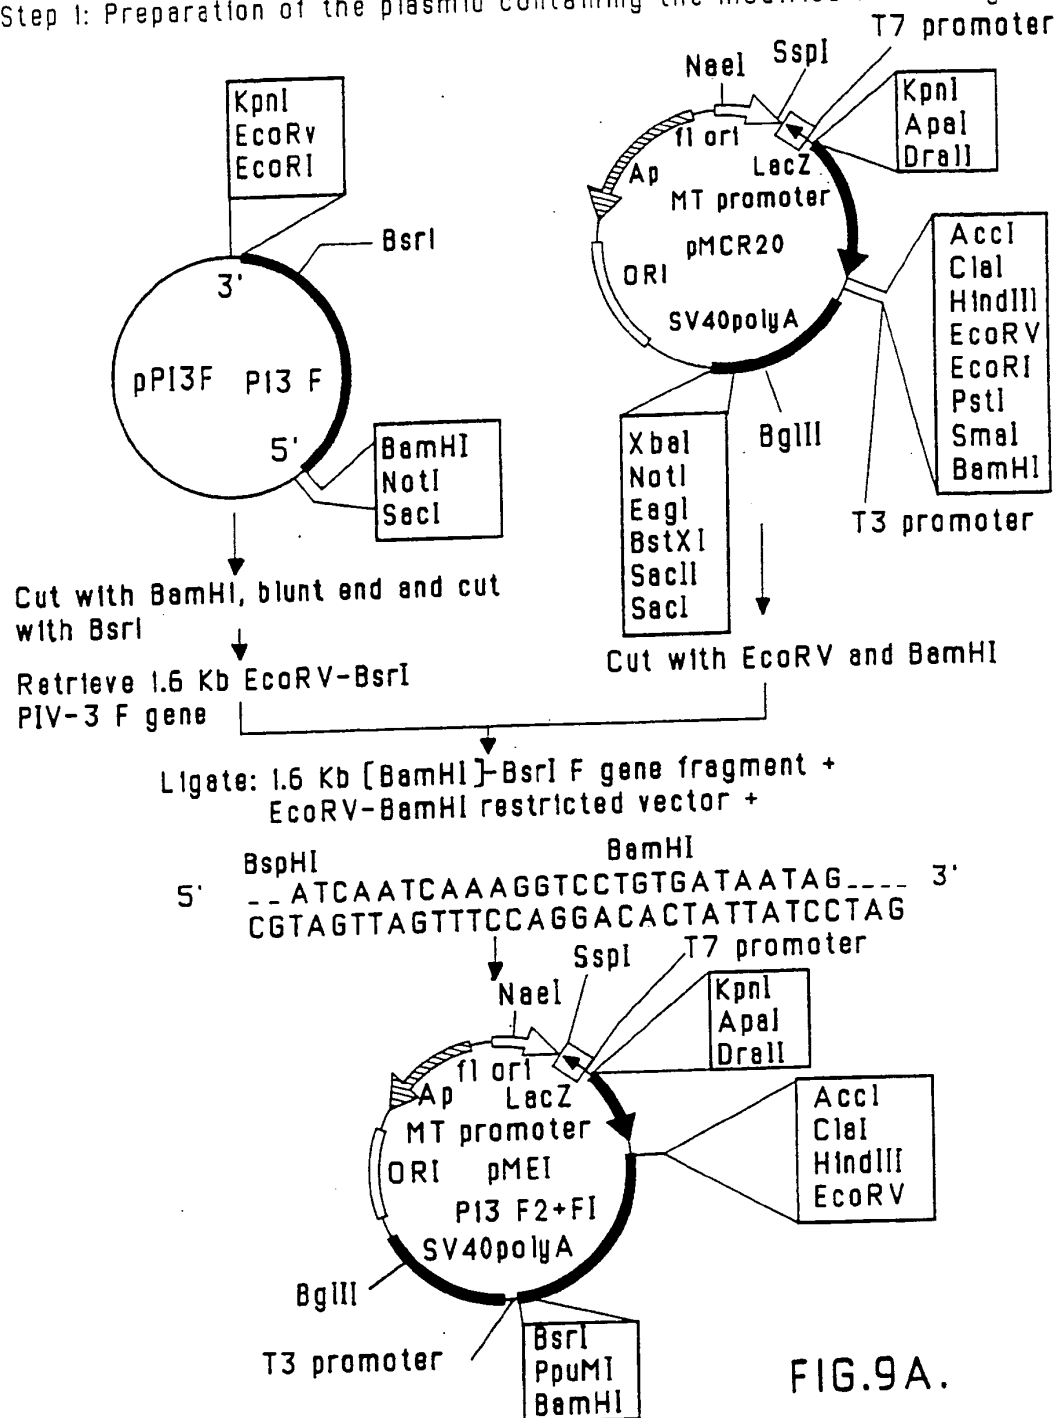 Step 1: Preparation of the plasmid containing the modified
T7 promoter
SspI
NaeI
KpnI
EcoRv
EcoRI
KpnI
ApaI
DraII
f1 ori
LacZ
Ap
MT promoter
BsrI
pMCR20
ORI
SV40polyA
AccI
ClaI
HindIII
EcoRV
EcoRI
PstI
SmaI
BamHI
3'
pPI3F PI3 F
5'
BamHI
NotI
SacI
XbaI
NotI
EagI
BstXI
SacII
SacI
BglII
T3 promoter
Cut with BamHI, blunt end and cut
with BsrI
Retrieve 1.6 Kb EcoRV-BsrI
PIV-3 F gene
Cut with EcoRV and BamHI
Ligate: 1.6 Kb [BamHI]-BsrI F gene fragment +
EcoRV-BamHI restricted vector +
BspHI BamHI
5' __ATCAATCAAAGGTCCTGTGATAATAG____ 3'
CGTAGTTAGTTTCCAGGACACTATTATCCTAG
SspI
T7 promoter
NaeI
KpnI
ApaI
DraII
f1 ori
Ap
LacZ
MT promoter
ORI
pMEI
PI3 F2+FI
SV40polyA
AccI
ClaI
HindIII
EcoRV
BglII
T3 promoter
BsrI
PpuMI
BamHI
FIG.9A.